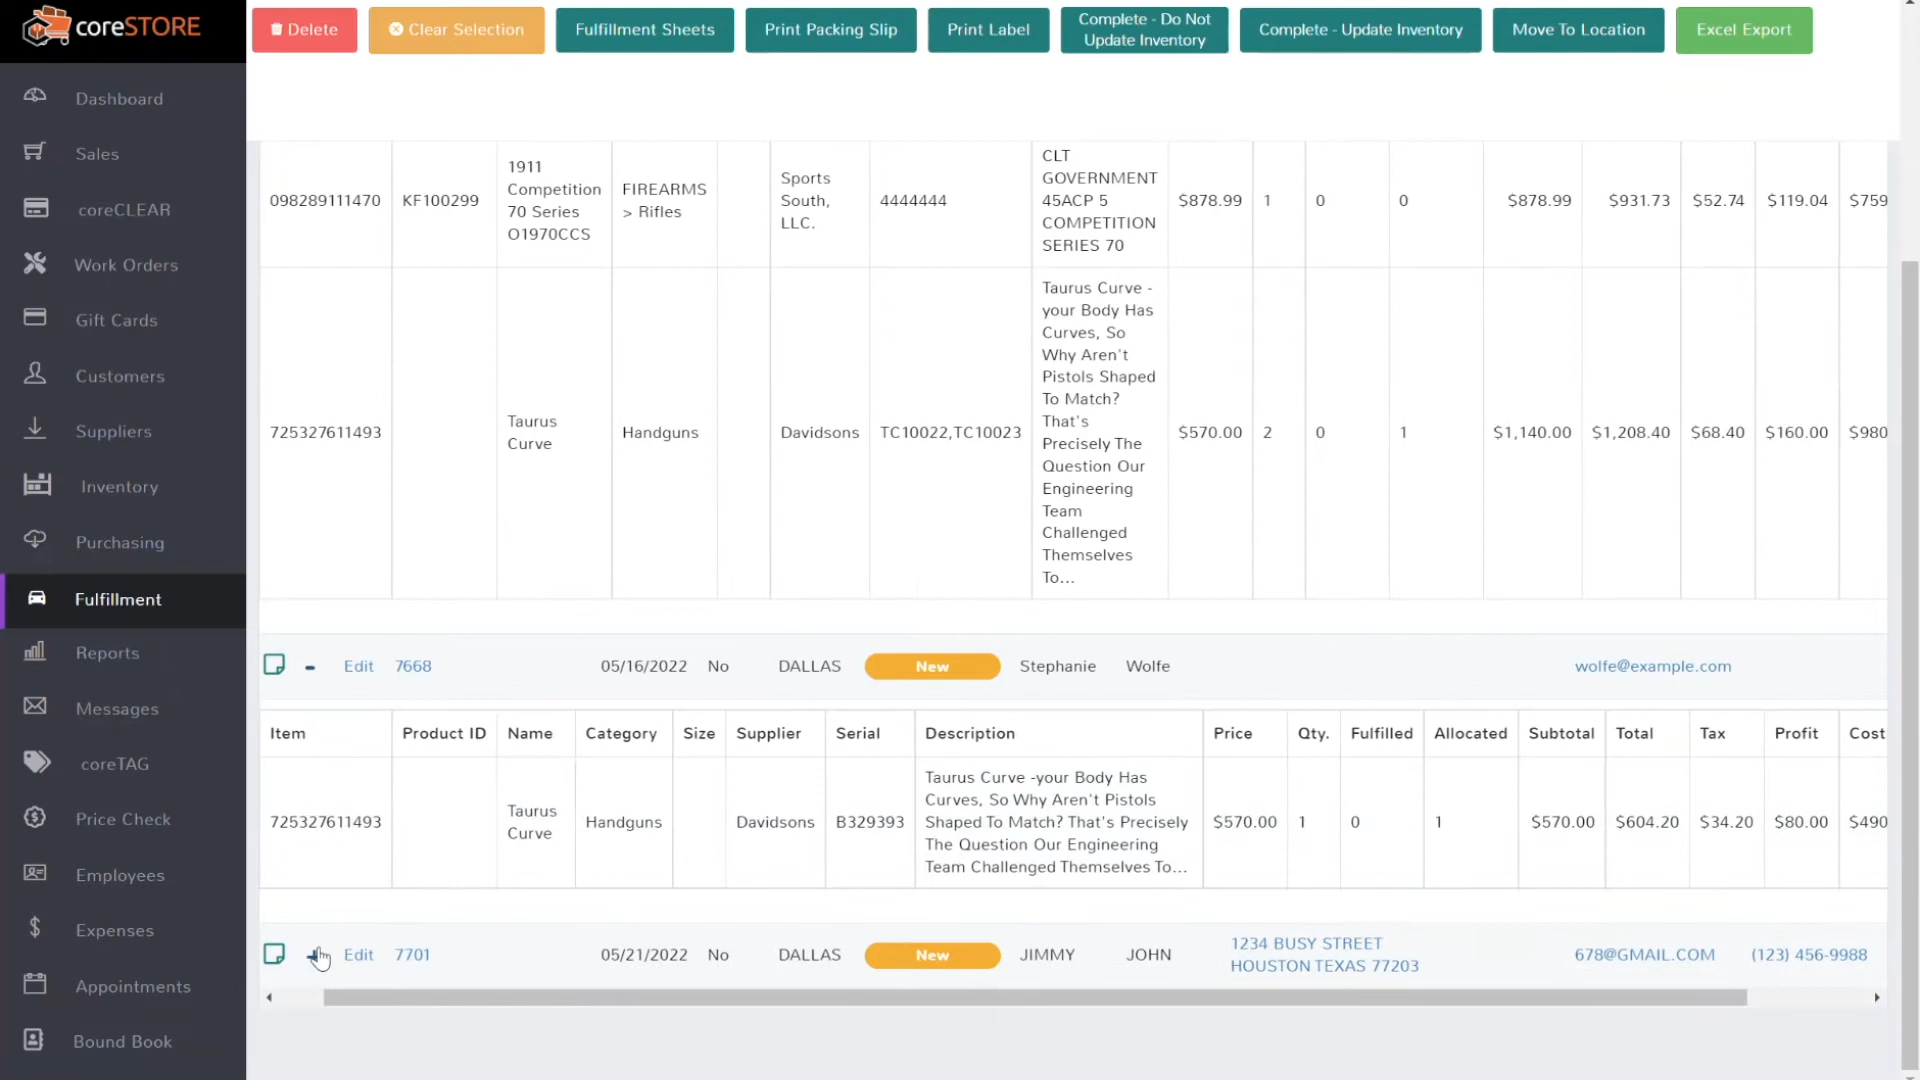 coreSTORE
Delete
Clear Selection
Fulfillment Sheets
Print Packing Slip
Print Label
Complete - Do Not
Update Inventory
Complete - Update Inventory
Move To Location
Excel Export
Dashboard
Sales
coreCLEAR
Work Orders
Gift Cards
Customers
Suppliers
Inventory
Purchasing
Fulfillment
Reports
Messages
coreTAG
Price Check
Employees
Expenses
Appointments
Bound Book
098289111470
KF100299
1911
Competition
70 Series
O1970CCS
FIREARMS
> Rifles
Sports
South,
LLC.
4444444
CLT
GOVERNMENT
45ACP 5
COMPETITION
SERIES 70
$878.99 1 0 0 $878.99 $931.73 $52.74 $119.04 $759
725327611493
Taurus
Curve
Handguns
Davidsons
TC10022,TC10023
Taurus Curve -
your Body Has
Curves, So
Why Aren't
Pistols Shaped
To Match?
That's
Precisely The
Question Our
Engineering
Team
Challenged
Themselves
To...
$570.00 2 0 1 $1,140.00 $1,208.40 $68.40 $160.00 $980
Edit 7668 05/16/2022 No DALLAS New Stephanie Wolfe wolfe@example.com
Item Product ID Name Category Size Supplier Serial Description Price Qty. Fulfilled Allocated Subtotal Total Tax Profit Cost
725327611493
Taurus
Curve
Handguns
Davidsons
B329393
Taurus Curve -your Body Has
Curves, So Why Aren't Pistols
Shaped To Match? That's Precisely
The Question Our Engineering
Team Challenged Themselves To...
$570.00 1 0 1 $570.00 $604.20 $34.20 $80.00 $490
Edit 7701 05/21/2022 No DALLAS New JIMMY JOHN
1234 BUSY STREET
HOUSTON TEXAS 77203
678@GMAIL.COM (123) 456-9988